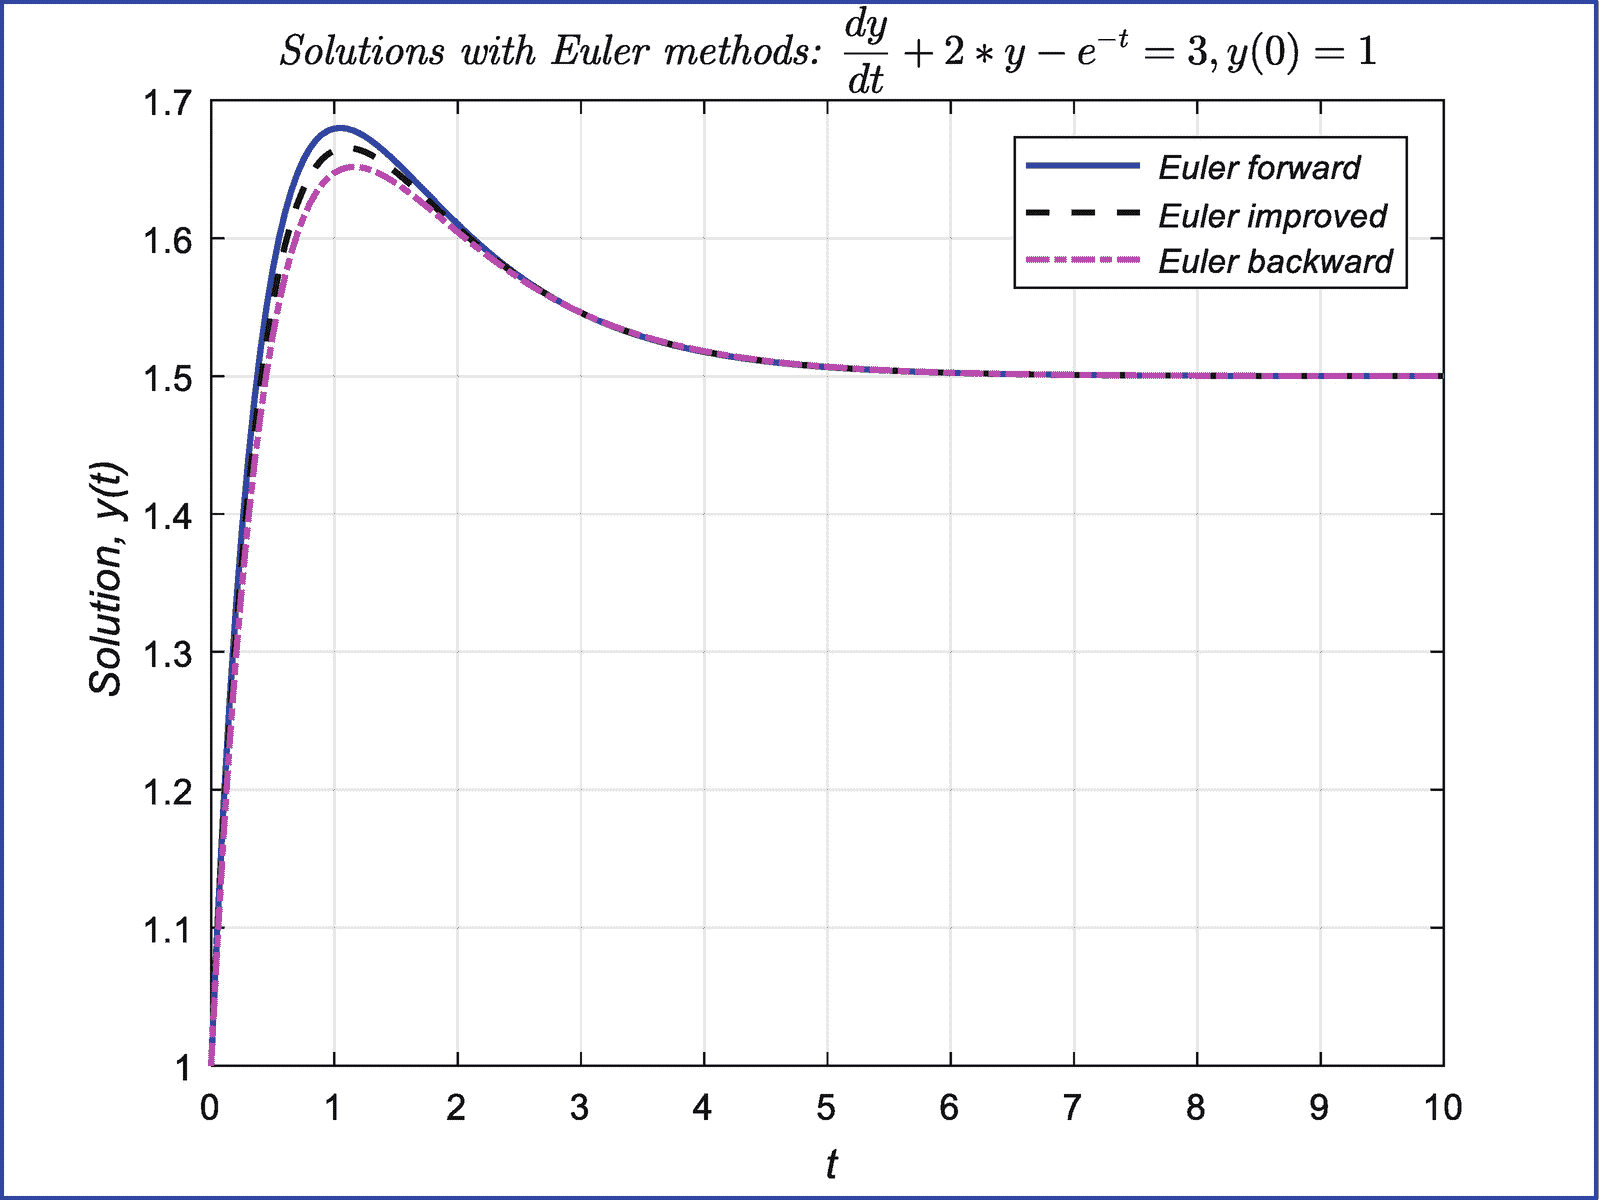 Solutions with Euler methods: dy/dt + 2 * y − e^{−t} = 3, y(0) = 1
1.7
1.6
1.5
1.4
1.3
1.2
1.1
1
Solution, y(t)
Euler forward
Euler improved
Euler backward
0 1 2 3 4 5 6 7 8 9 10
t